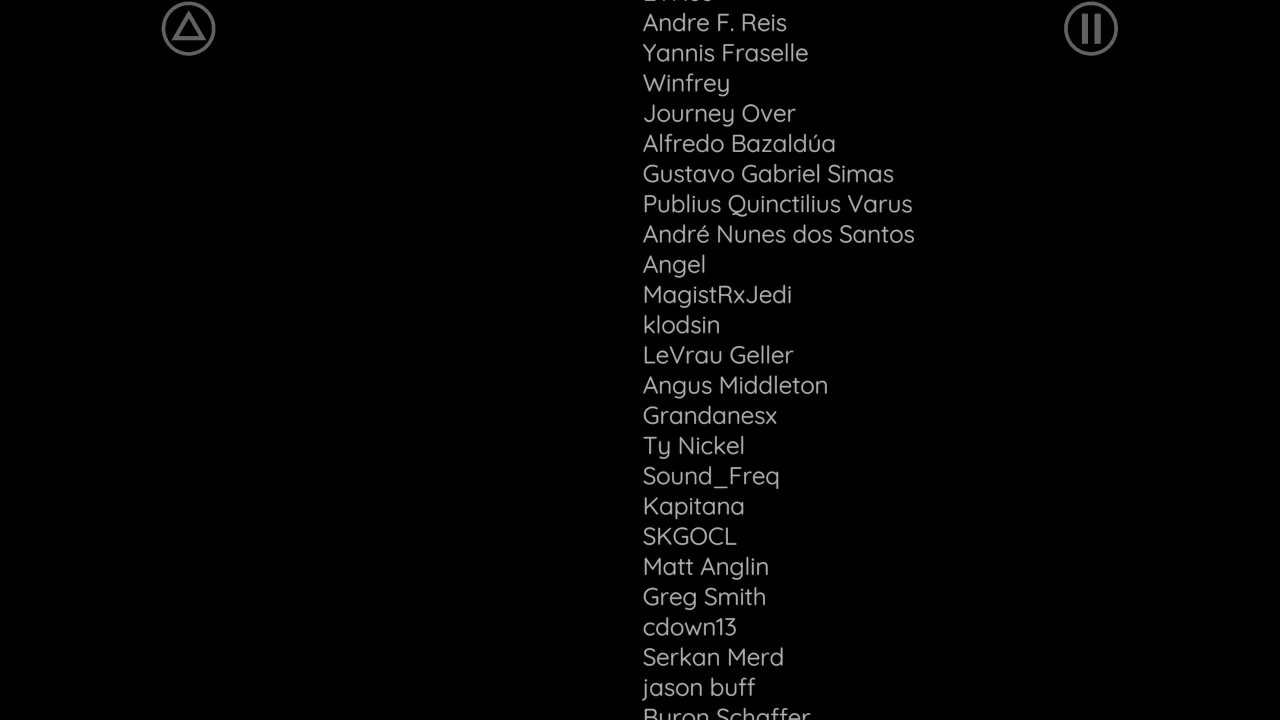 Andre F. Reis
Yannis Fraselle
Winfrey
Journey Over
Alfredo Bazaldúa
Gustavo Gabriel Simas
Publius Quinctilius Varus
André Nunes dos Santos
Angel
MagistRxJedi
klodsin
LeVrau Geller
Angus Middleton
Grandanesx
Ty Nickel
Sound_Freq
Kapitana
SKGOCL
Matt Anglin
Greg Smith
cdown13
Serkan Merd
jason buff
Byron Schaffer